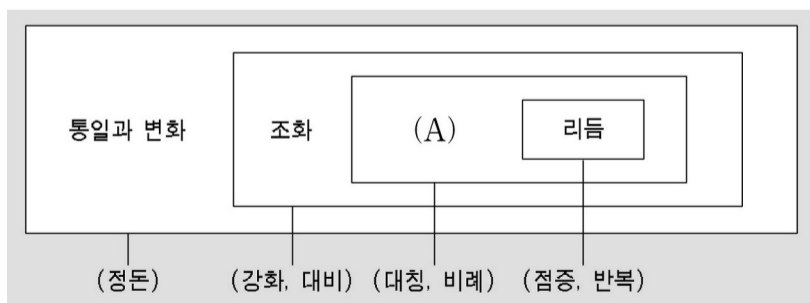 통일과 변화 조화 (A) 리듬
(정돈) (강화, 대비) (대칭, 비례) (점증, 반복)